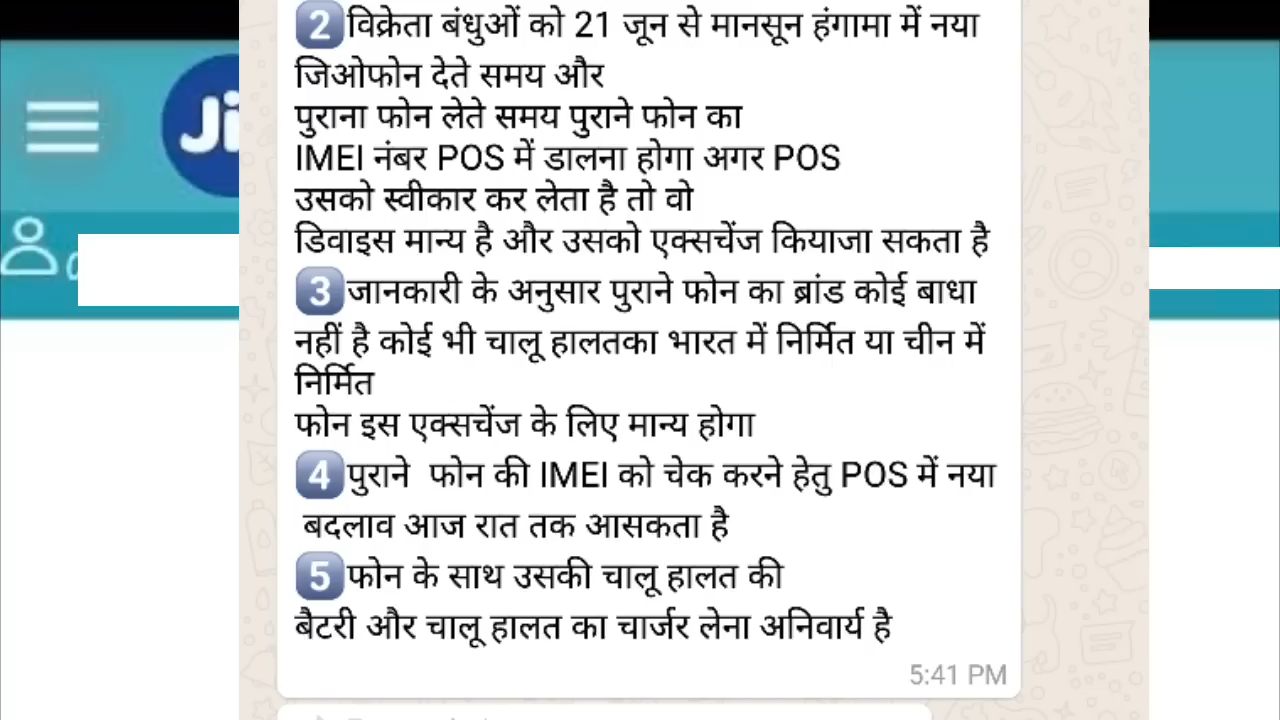 2 विक्रेता बंधुओं को 21 जून से मानसून हंगामा में नया
जिओफोन देते समय और
पुराना फोन लेते समय पुराने फोन का
IMEI नंबर POS में डालना होगा अगर POS
उसको स्वीकार कर लेता है तो वो
डिवाइस मान्य है और उसको एक्सचेंज कियाजा सकता है
3 जानकारी के अनुसार पुराने फोन का ब्रांड कोई बाधा
नहीं है कोई भी चालू हालतका भारत में निर्मित या चीन में
निर्मित
फोन इस एक्सचेंज के लिए मान्य होगा
4 पुराने फोन की IMEI को चेक करने हेतु POS में नया
बदलाव आज रात तक आसकता है
5 फोन के साथ उसकी चालू हालत की
बैटरी और चालू हालत का चार्जर लेना अनिवार्य है
5:41 PM
Ji